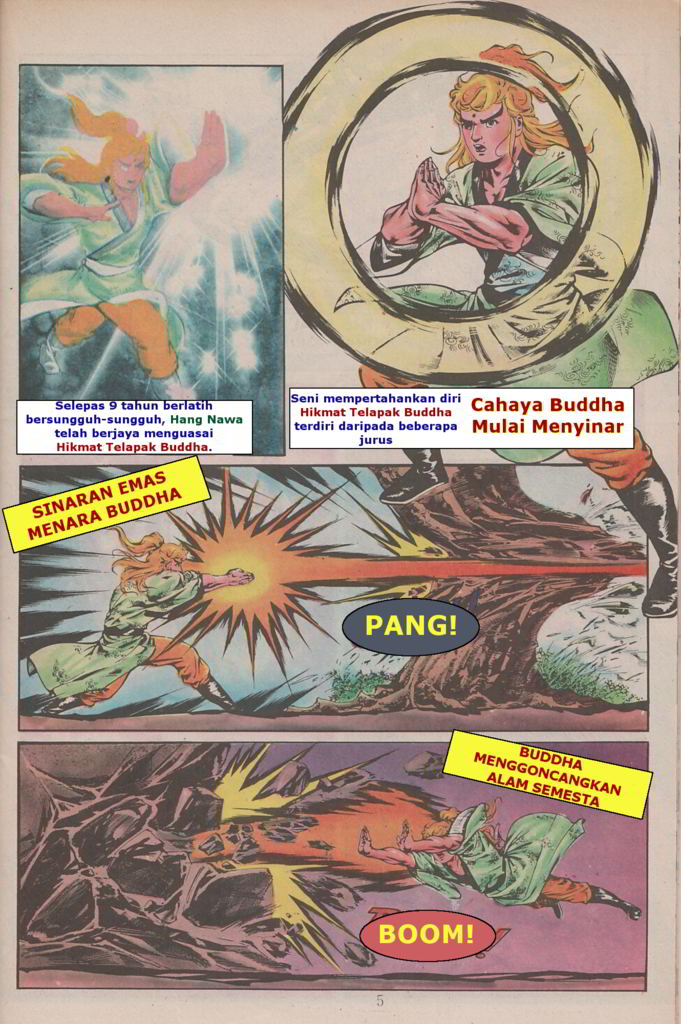 Selepas 9 tahun berlatih
bersungguh-sungguh, Hang Nawa
telah berjaya menguasai
Hikmat Telapak Buddha.
Seni mempertahankan diri
Hikmat Telapak Buddha
terdiri daripada beberapa
jurus
Cahaya Buddha
Mulai Menyinar
SINARAN EMAS
MENARA BUDDHA
PANG!
BUDDHA
MENGGONCANGKAN
ALAM SEMESTA
BOOM!
5